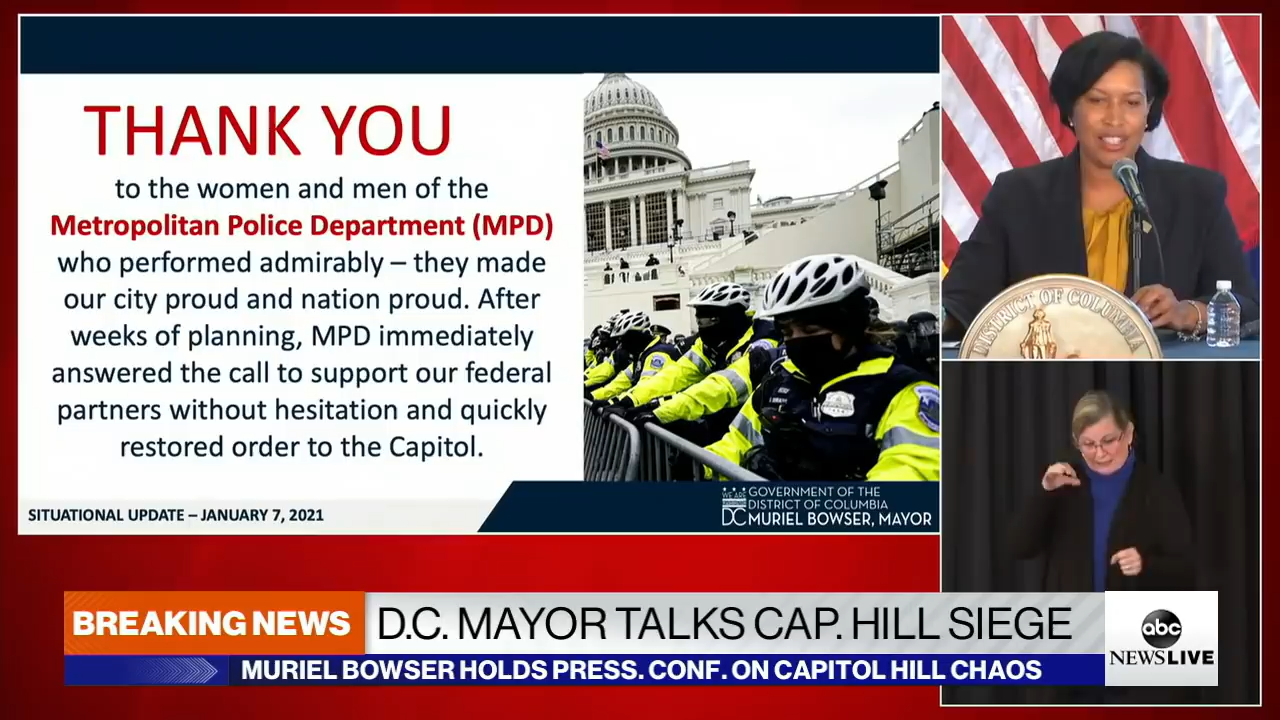 THANK YOU
to the women and men of the
Metropolitan Police Department (MPD)
who performed admirably – they made
our city proud and nation proud. After
weeks of planning, MPD immediately
answered the call to support our federal
partners without hesitation and quickly
restored order to the Capitol.
SITUATIONAL UPDATE – JANUARY 7, 2021
WE ARE
DC
GOVERNMENT OF THE
DISTRICT OF COLUMBIA
MURIEL BOWSER, MAYOR
DISTRICT OF COLUMBIA
BREAKING NEWS
D.C. MAYOR TALKS CAP. HILL SIEGE
MURIEL BOWSER HOLDS PRESS. CONF. ON CAPITOL HILL CHAOS
abc
NEWSLIVE